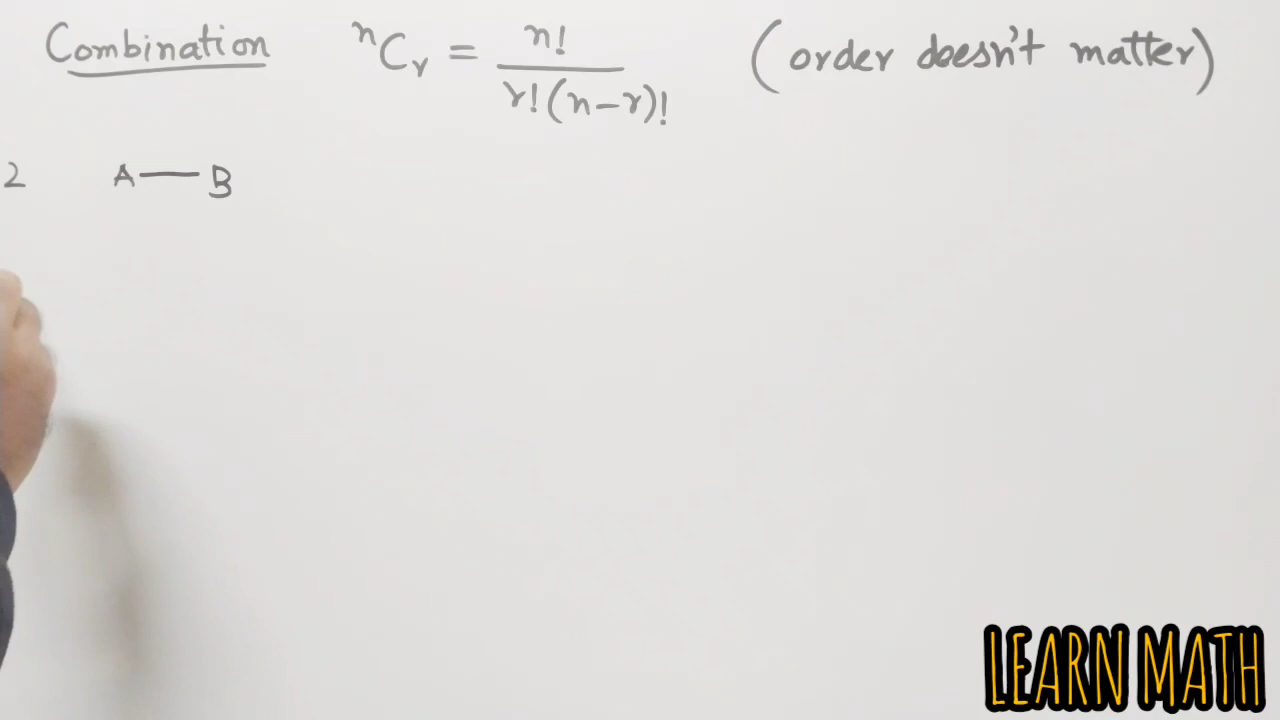 Combination nCr = n! / r!(n-r)! (order doesn't matter)
2 A — B
LEARN MATH